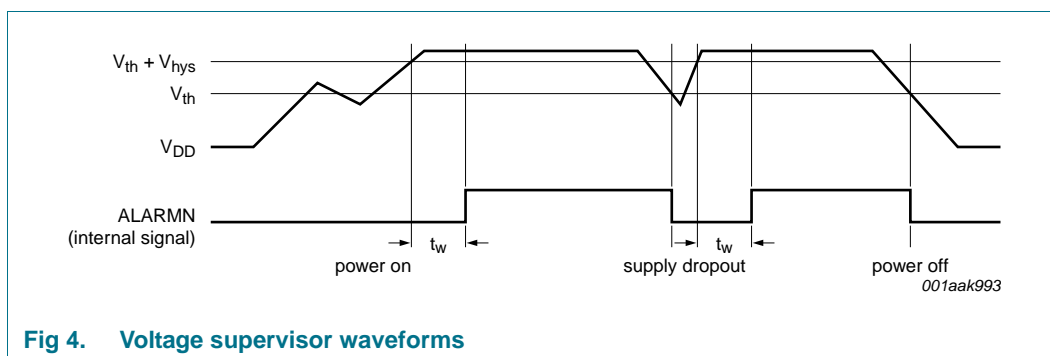 Vth + Vhys
Vth
VDD
ALARMN
(internal signal)
tw
tw
power on
supply dropout
power off
001aak993
Fig 4. Voltage supervisor waveforms